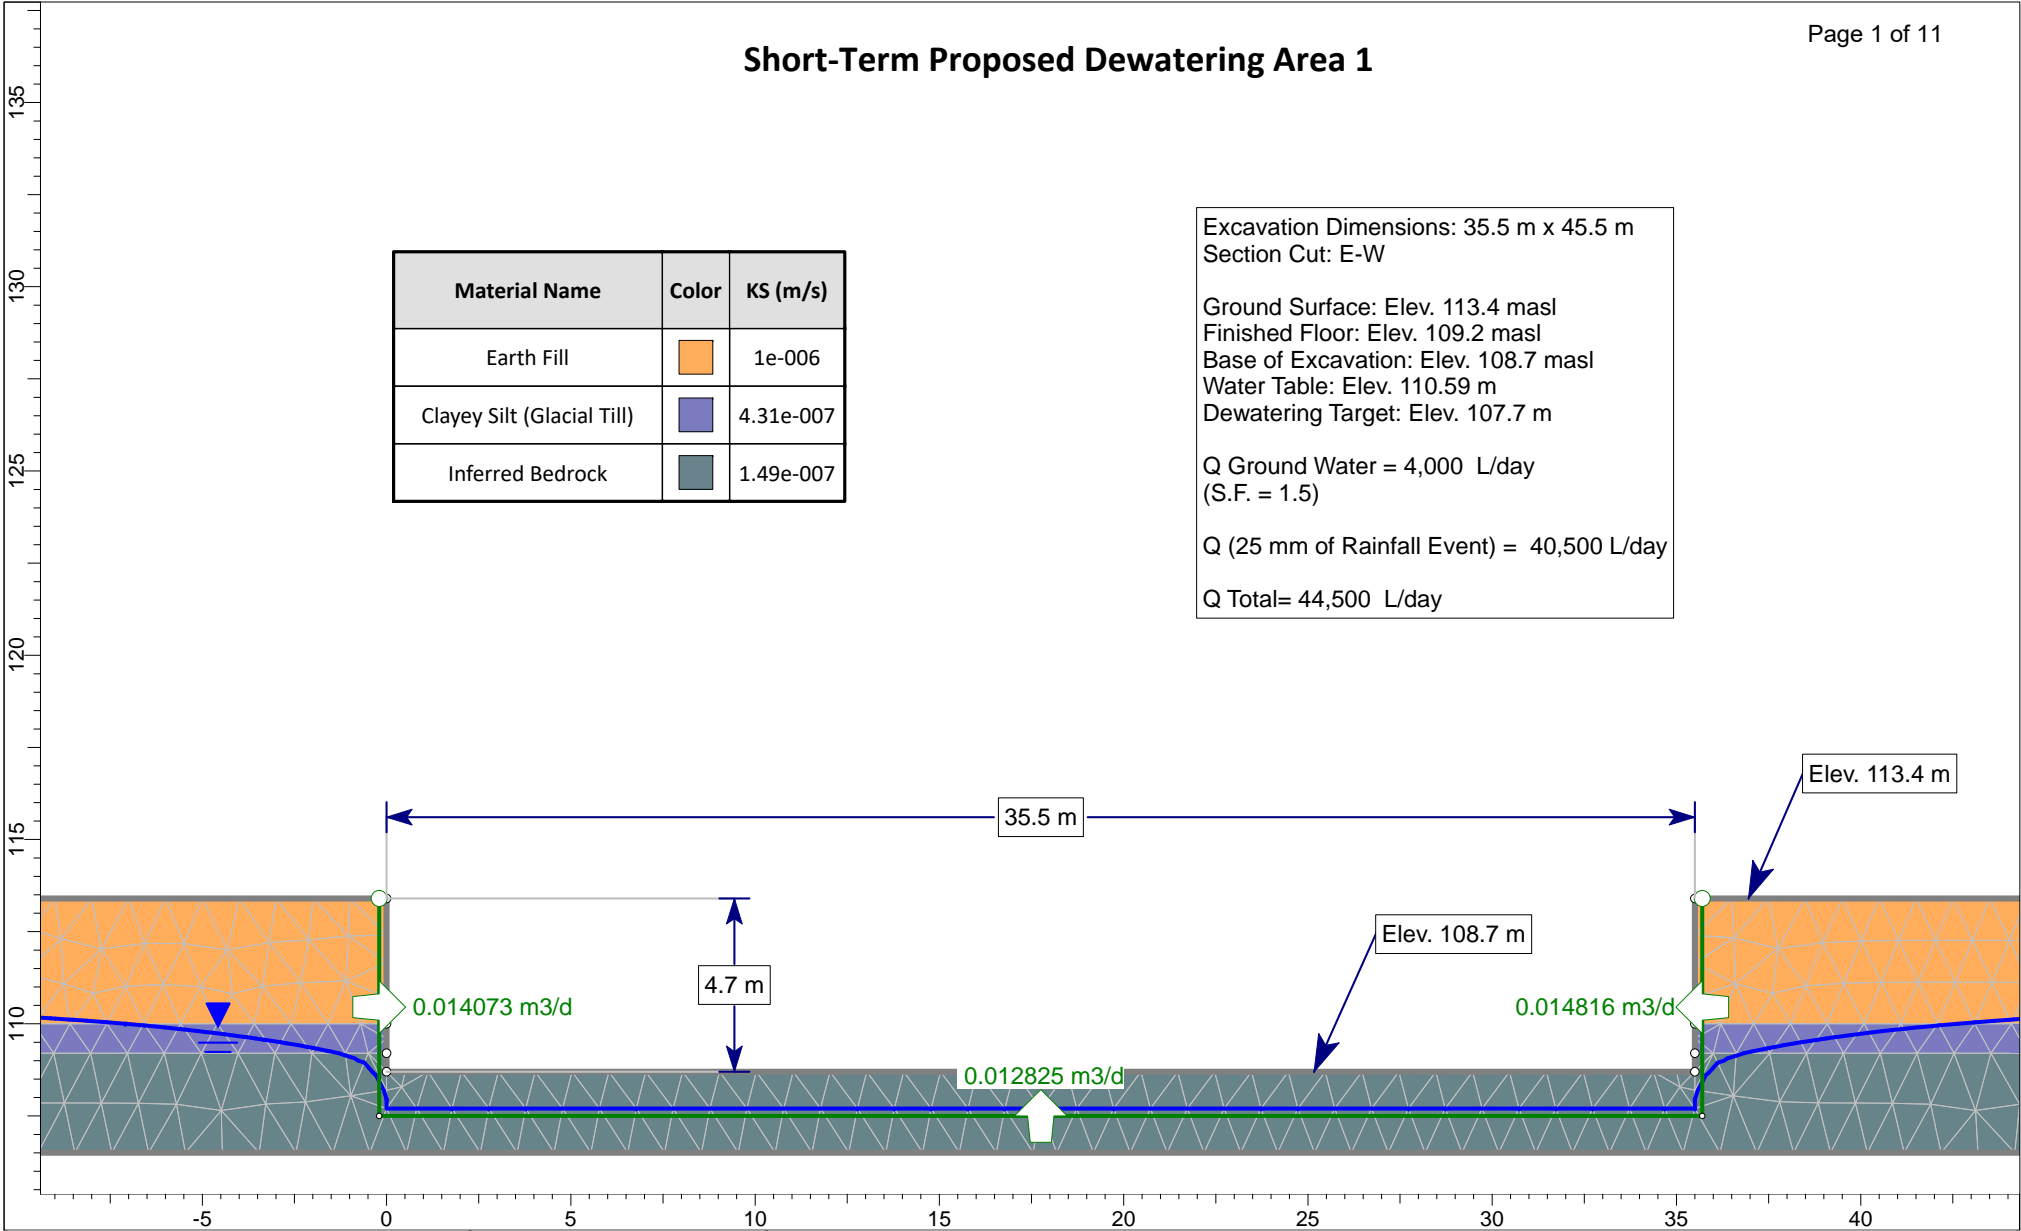 Page 1 of 11
Short-Term Proposed Dewatering Area 1
Material Name Color KS (m/s)
Earth Fill 1e-006
Clayey Silt (Glacial Till) 4.31e-007
Inferred Bedrock 1.49e-007
Excavation Dimensions: 35.5 m x 45.5 m
Section Cut: E-W
Ground Surface: Elev. 113.4 masl
Finished Floor: Elev. 109.2 masl
Base of Excavation: Elev. 108.7 masl
Water Table: Elev. 110.59 m
Dewatering Target: Elev. 107.7 m
Q Ground Water = 4,000 L/day
(S.F. = 1.5)
Q (25 mm of Rainfall Event) = 40,500 L/day
Q Total= 44,500 L/day
135
130
125
120
115
110
Elev. 113.4 m
35.5 m
Elev. 108.7 m
4.7 m
0.014073 m3/d
0.014816 m3/d
0.012825 m3/d
-5 0 5 10 15 20 25 30 35 40